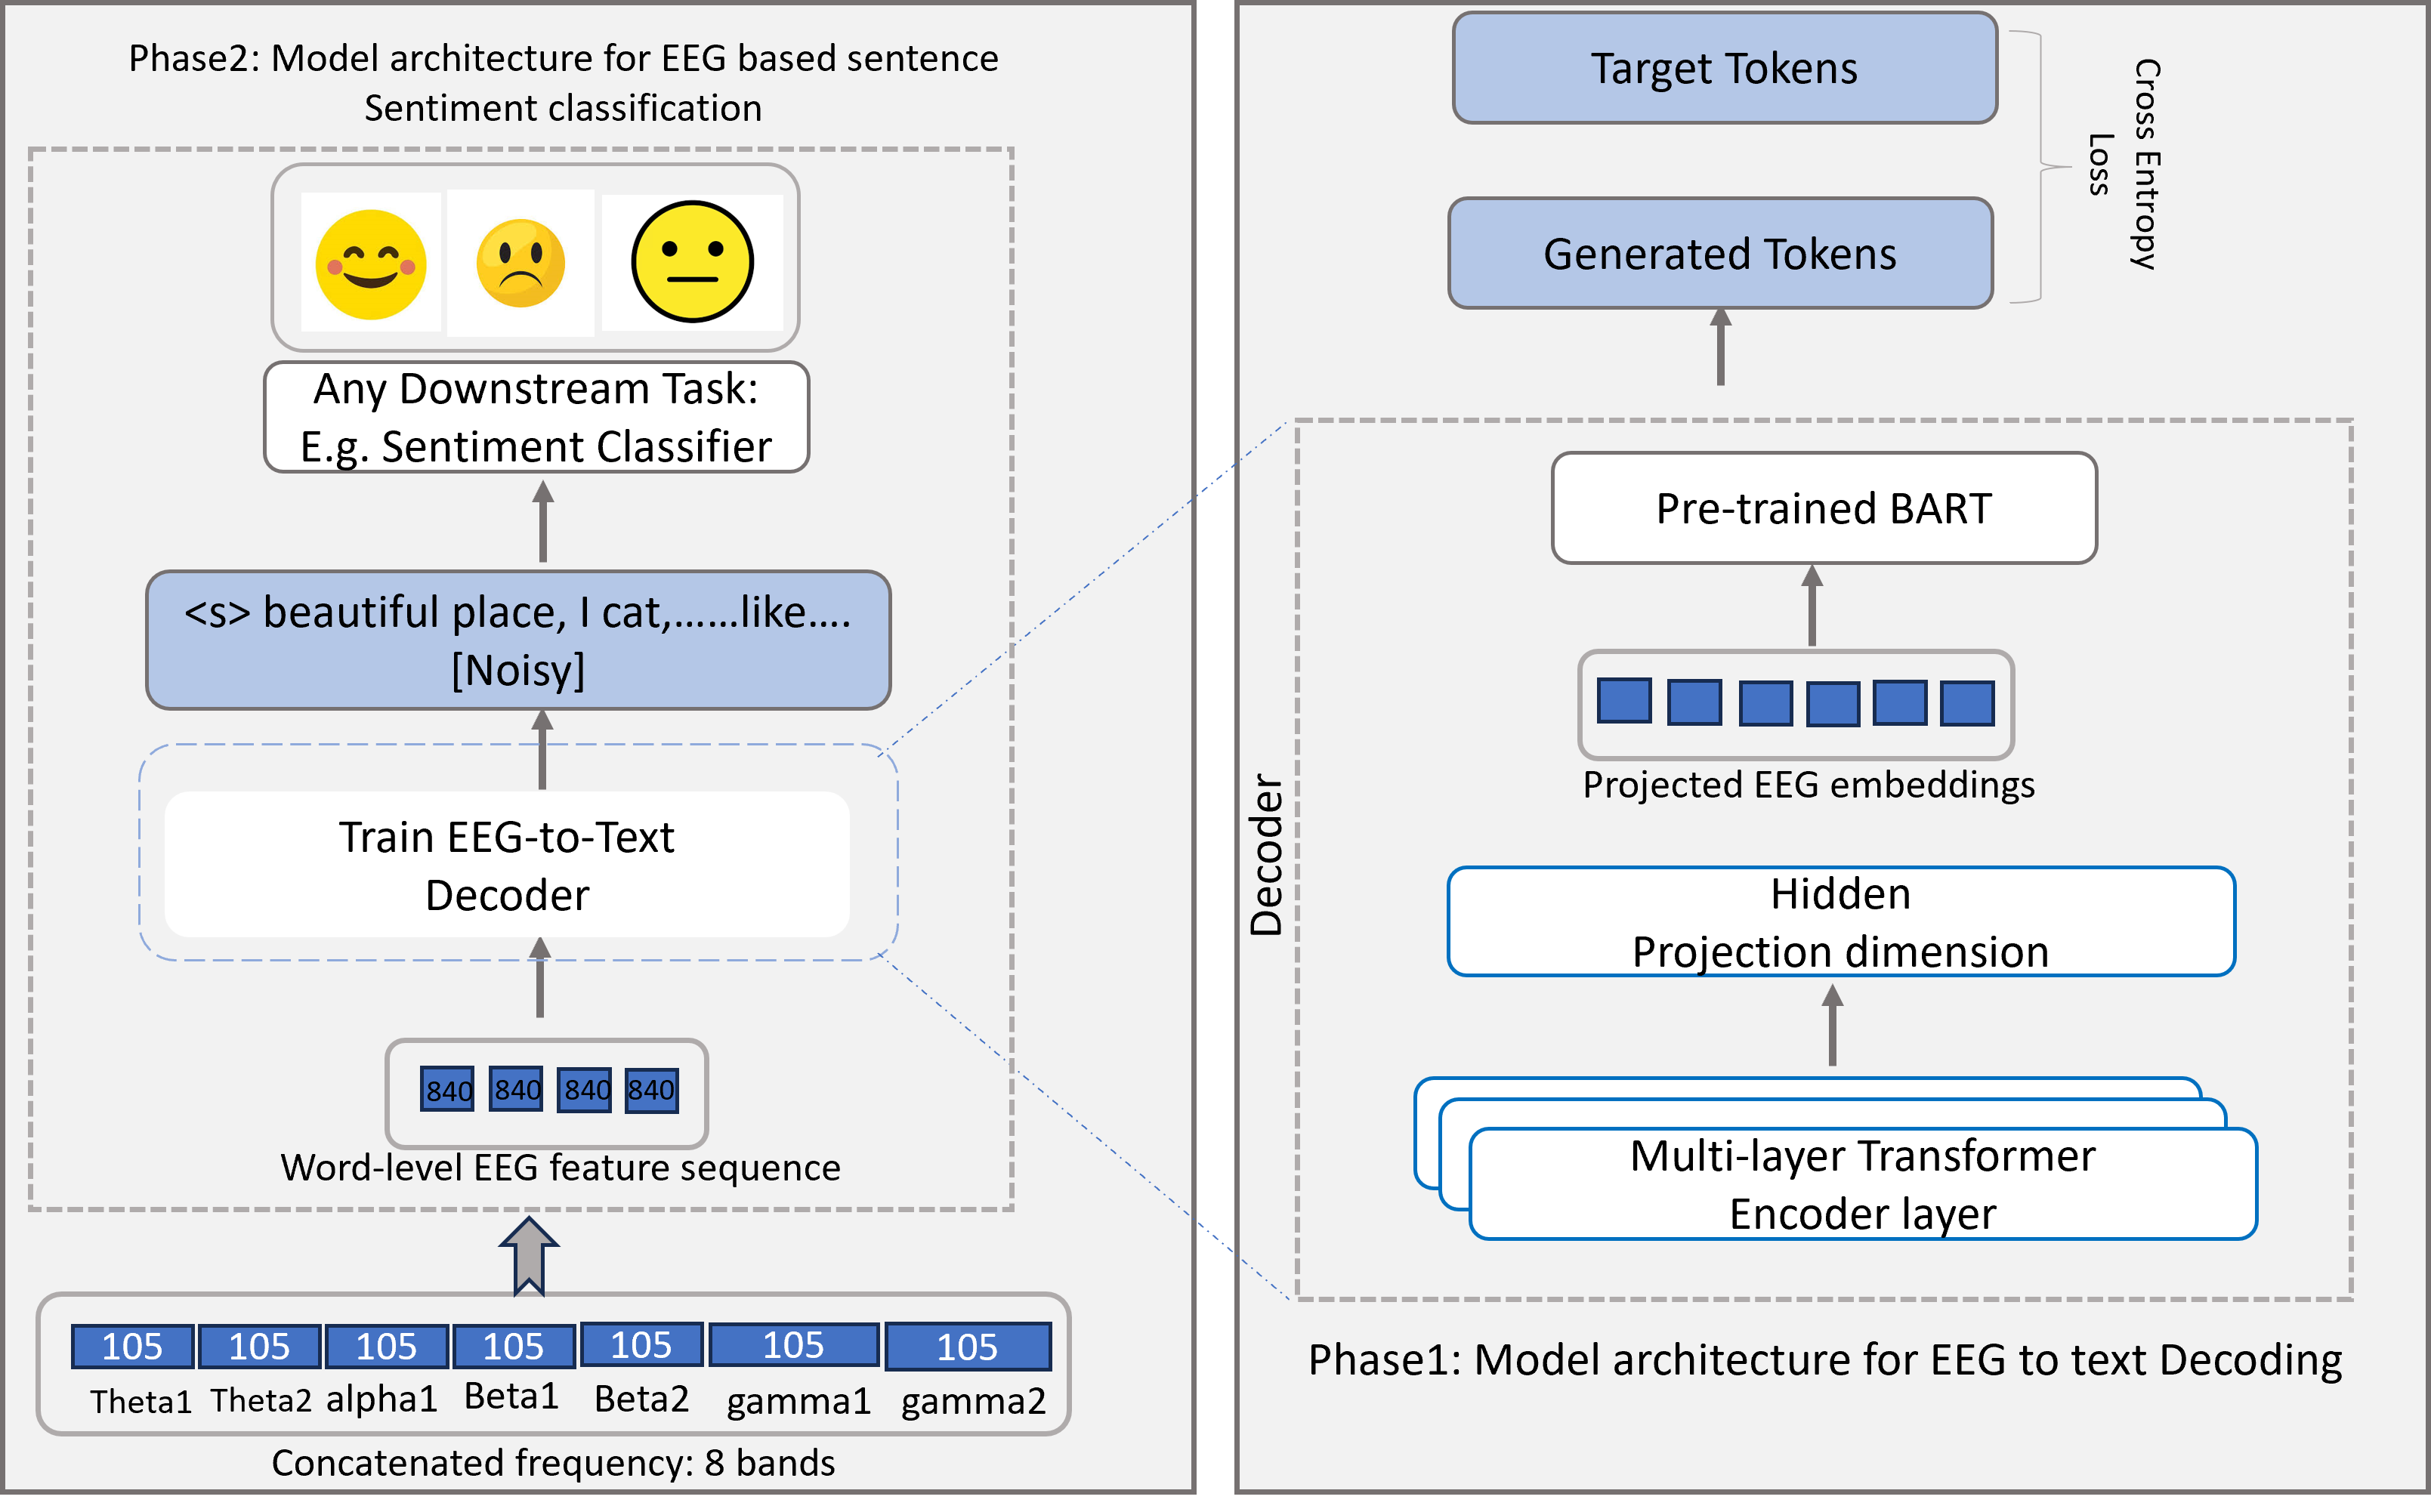 Phase2: Model architecture for EEG based sentence
Sentiment classification
Any Downstream Task:
E.g. Sentiment Classifier
<s> beautiful place, I cat,......like....
[Noisy]
Train EEG-to-Text
Decoder
840 840 840 840
Word-level EEG feature sequence
105 105 105 105 105 105 105
Theta1 Theta2 alpha1 Beta1 Beta2 gamma1 gamma2
Concatenated frequency: 8 bands
Target Tokens
Generated Tokens
Cross Entropy
Loss
Decoder
Pre-trained BART
Projected EEG embeddings
Hidden
Projection dimension
Multi-layer Transformer
Encoder layer
Phase1: Model architecture for EEG to text Decoding